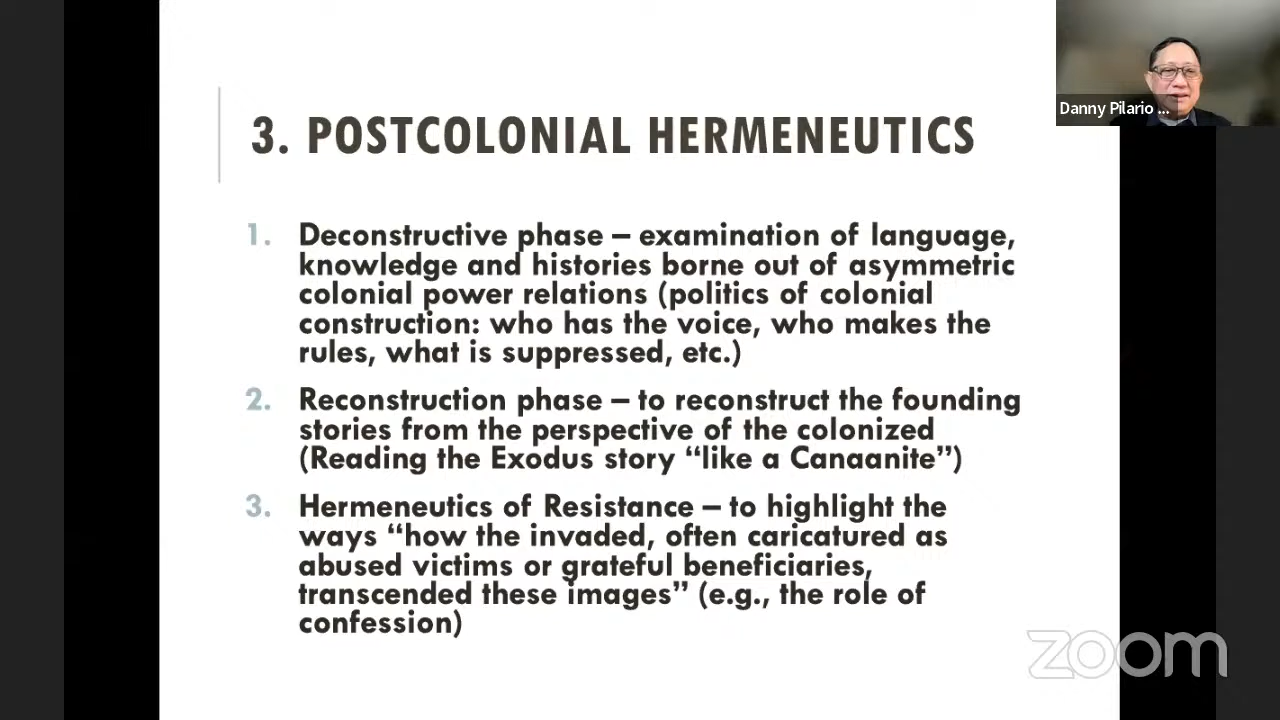 Danny Pilario ...
3. POSTCOLONIAL HERMENEUTICS
1. Deconstructive phase – examination of language,
knowledge and histories borne out of asymmetric
colonial power relations (politics of colonial
construction: who has the voice, who makes the
rules, what is suppressed, etc.)
2. Reconstruction phase – to reconstruct the founding
stories from the perspective of the colonized
(Reading the Exodus story “like a Canaanite”)
3. Hermeneutics of Resistance – to highlight the
ways “how the invaded, often caricatured as
abused victims or grateful beneficiaries,
transcended these images” (e.g., the role of
confession)
zoom